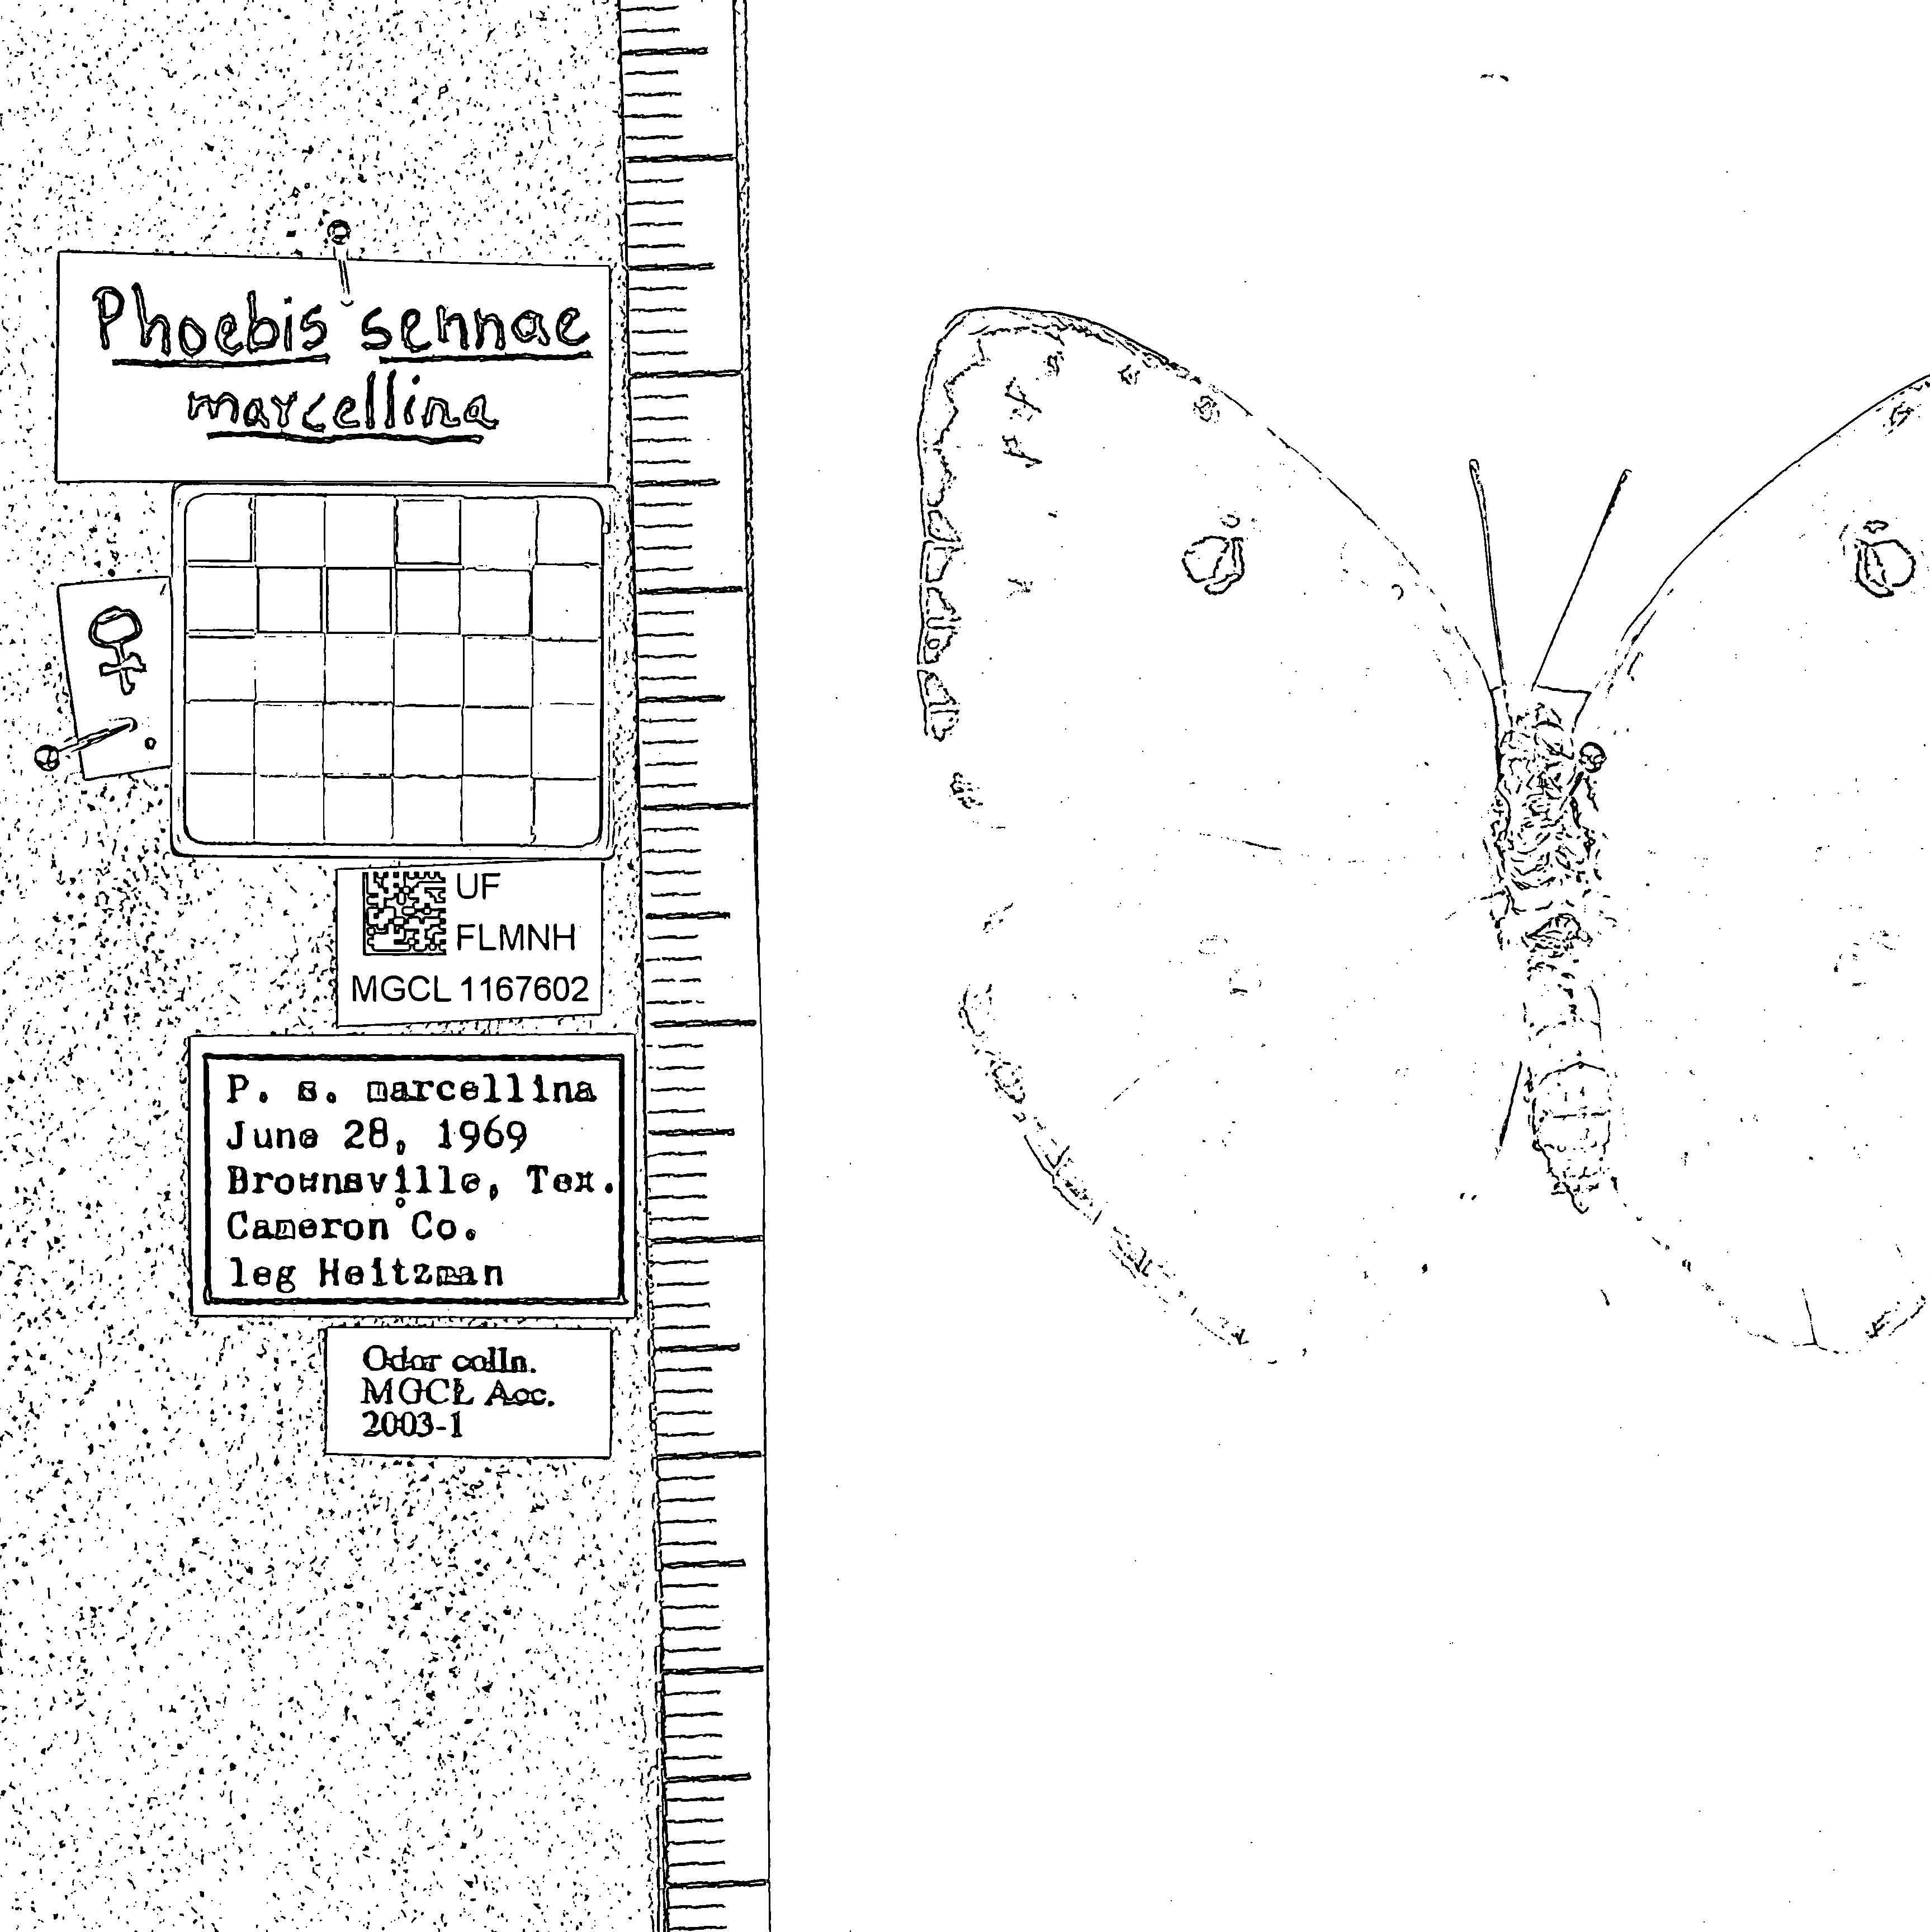 Phoebis sennae
marcellina
♀
UF
FLMNH
MGCL 1167602
P. s. marcellina
June 28, 1969
Brownsville, Tex.
Cameron Co.
leg Heitzman
Odor colln.
MGCL Acc.
2003-1